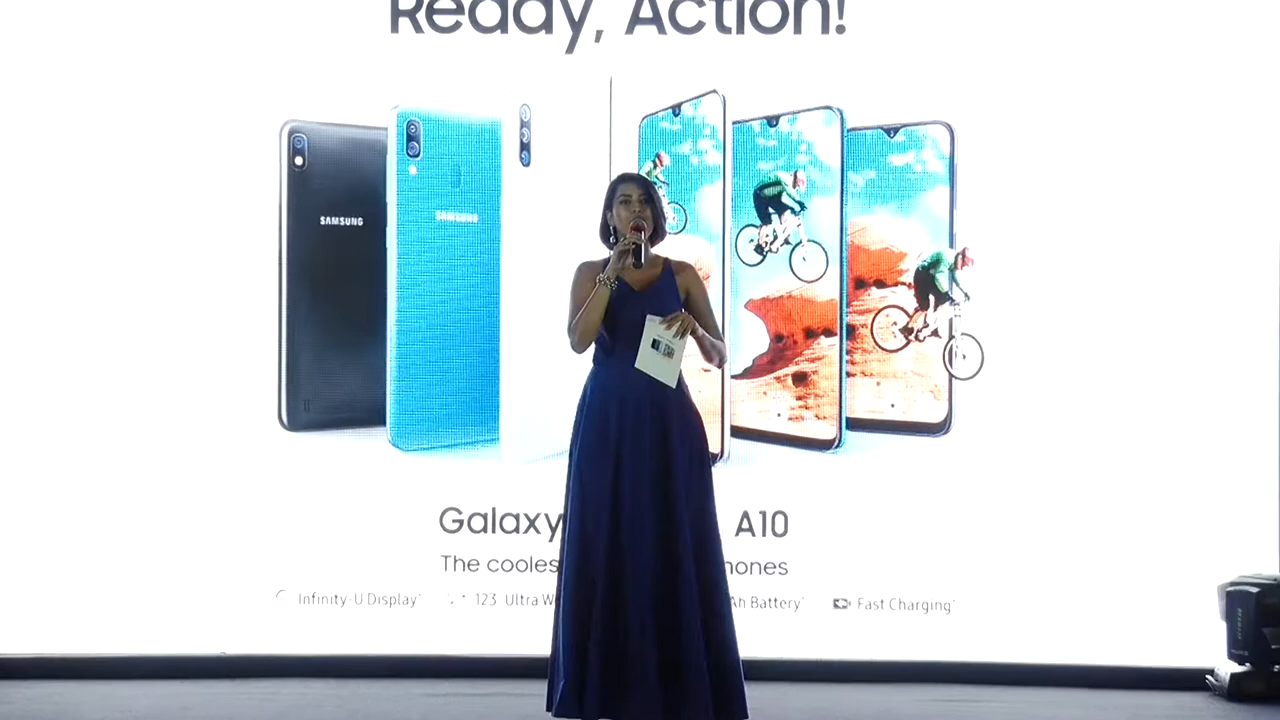 Ready, Action!
SAMSUNG
SAMSUNG
Galaxy A10
The cooles hones
Infinity-U Display* 123° Ultra W Ah Battery* Fast Charging*